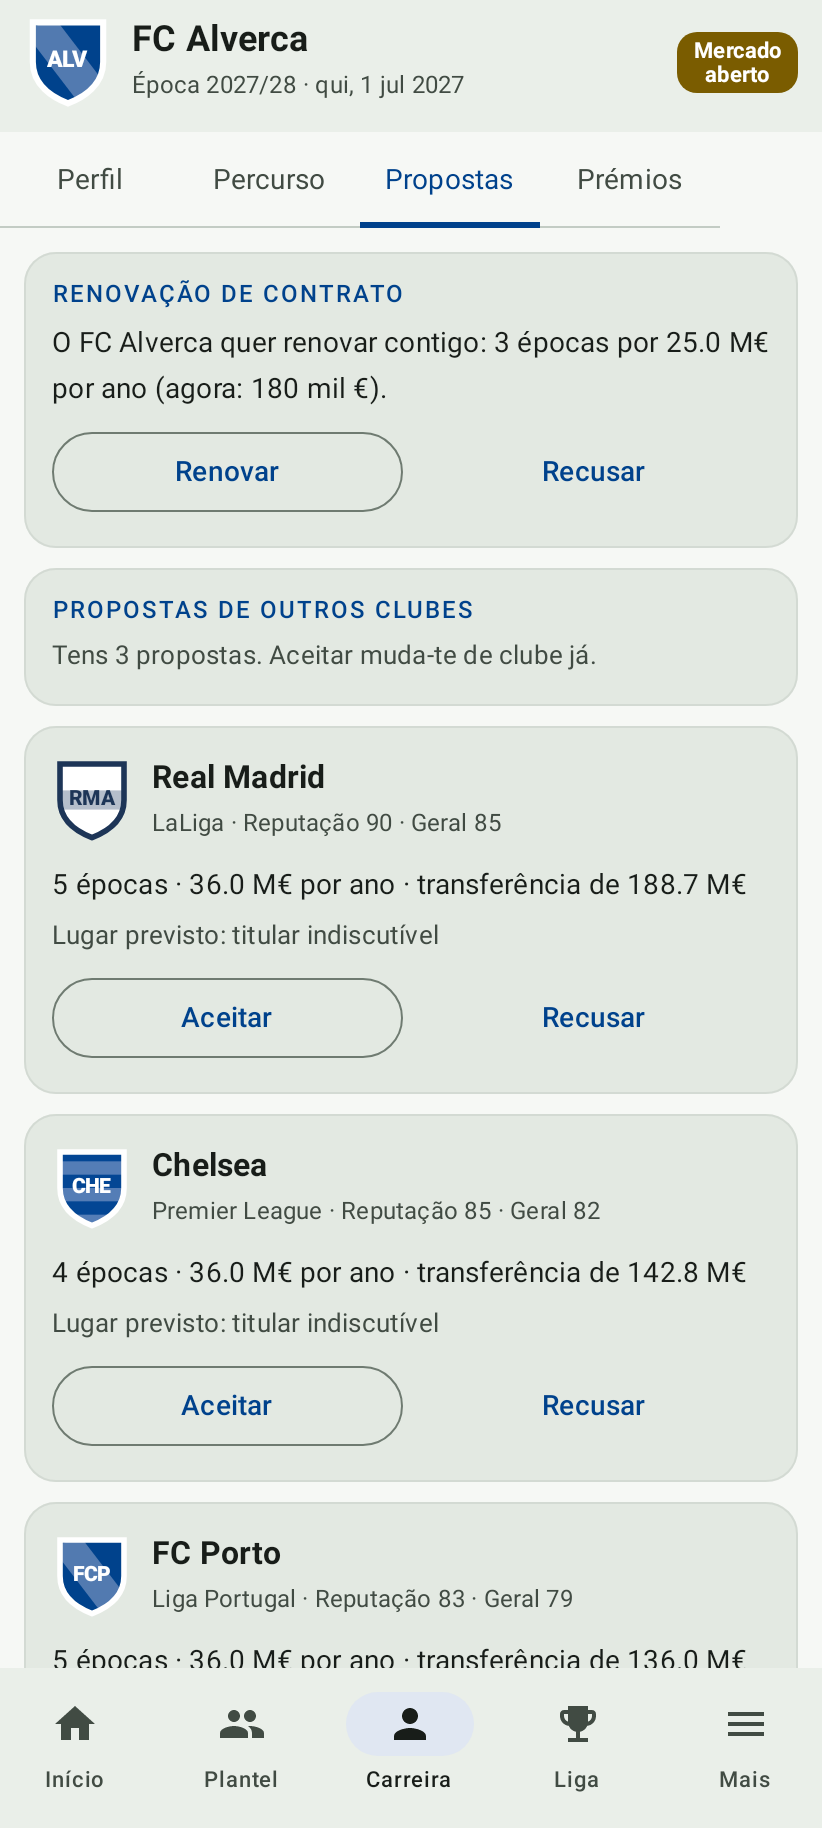 ALV
FC Alverca
Época 2027/28 · qui, 1 jul 2027
Mercado
aberto
Perfil
Percurso
Propostas
Prémios
RENOVAÇÃO DE CONTRATO
O FC Alverca quer renovar contigo: 3 épocas por 25.0 M€
por ano (agora: 180 mil €).
Renovar
Recusar
PROPOSTAS DE OUTROS CLUBES
Tens 3 propostas. Aceitar muda-te de clube já.
RMA
Real Madrid
LaLiga · Reputação 90 · Geral 85
5 épocas · 36.0 M€ por ano · transferência de 188.7 M€
Lugar previsto: titular indiscutível
Aceitar
Recusar
CHE
Chelsea
Premier League · Reputação 85 · Geral 82
4 épocas · 36.0 M€ por ano · transferência de 142.8 M€
Lugar previsto: titular indiscutível
Aceitar
Recusar
FCP
FC Porto
Liga Portugal · Reputação 83 · Geral 79
5 épocas · 36.0 M€ por ano · transferência de 136.0 M€
Início
Plantel
Carreira
Liga
Mais